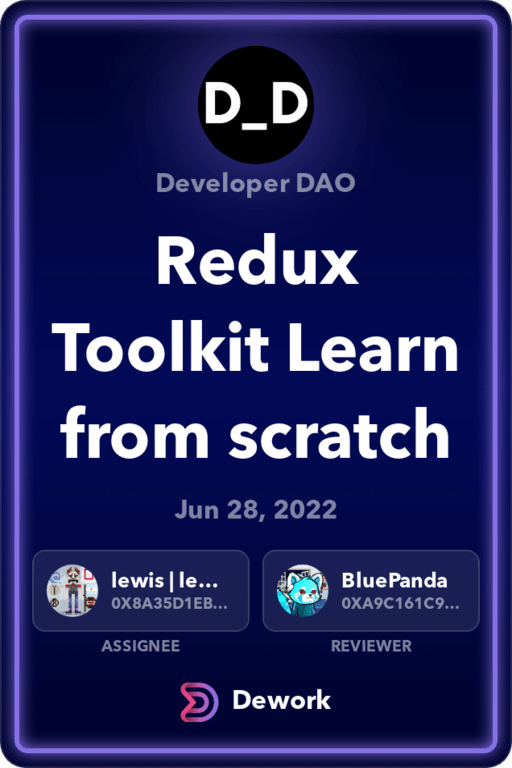 D_D
Developer DAO
Redux
Toolkit Learn
from scratch
Jun 28, 2022
lewis | le...
0X8A35D1EB...
ASSIGNEE
BluePanda
0XA9C161C9...
REVIEWER
Dework